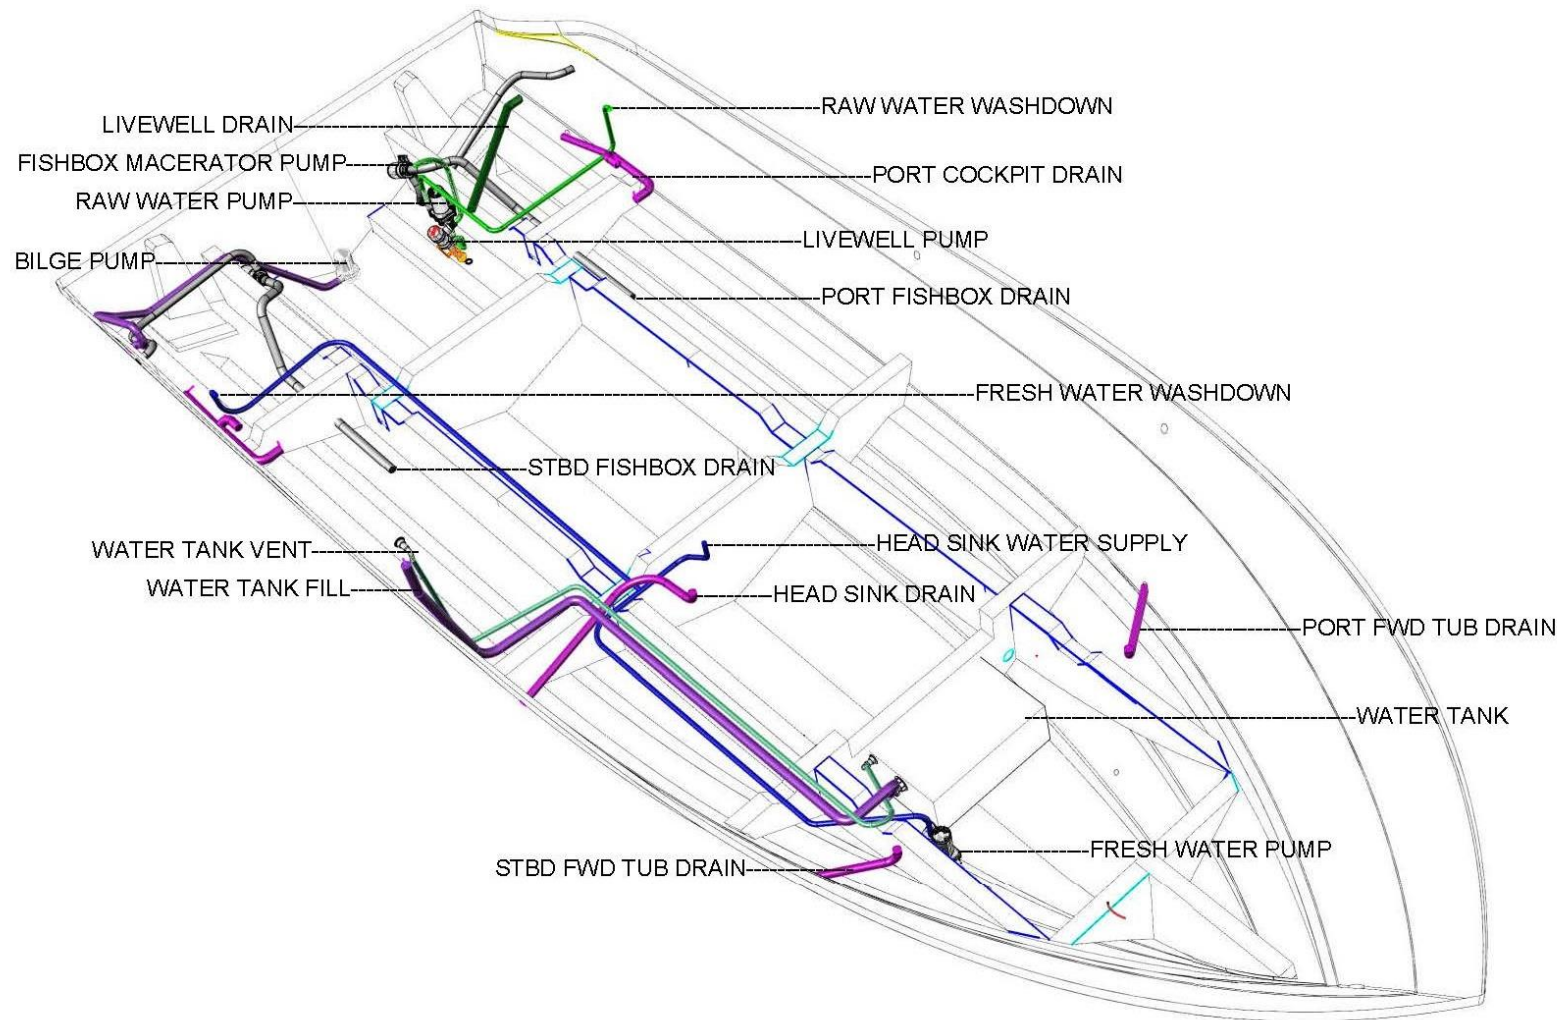 RAW WATER WASHDOWN
LIVEWELL DRAIN
FISHBOX MACERATOR PUMP
PORT COCKPIT DRAIN
RAW WATER PUMP
LIVEWELL PUMP
BILGE PUMP
PORT FISHBOX DRAIN
FRESH WATER WASHDOWN
STBD FISHBOX DRAIN
WATER TANK VENT
HEAD SINK WATER SUPPLY
WATER TANK FILL
HEAD SINK DRAIN
PORT FWD TUB DRAIN
WATER TANK
FRESH WATER PUMP
STBD FWD TUB DRAIN